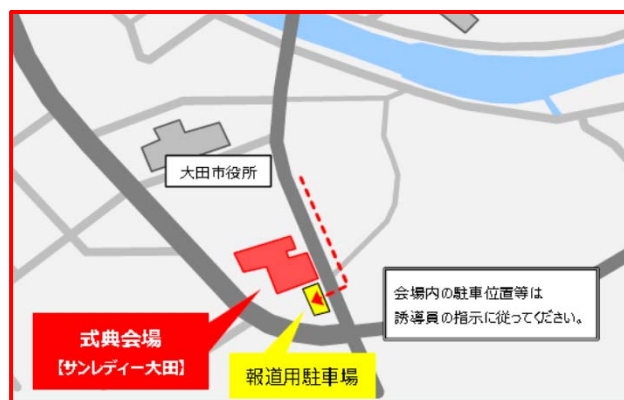 大田市役所
会場内の駐車位置等は
誘導員の指示に従ってください。
式典会場
【サンレディー大田】
報道用駐車場